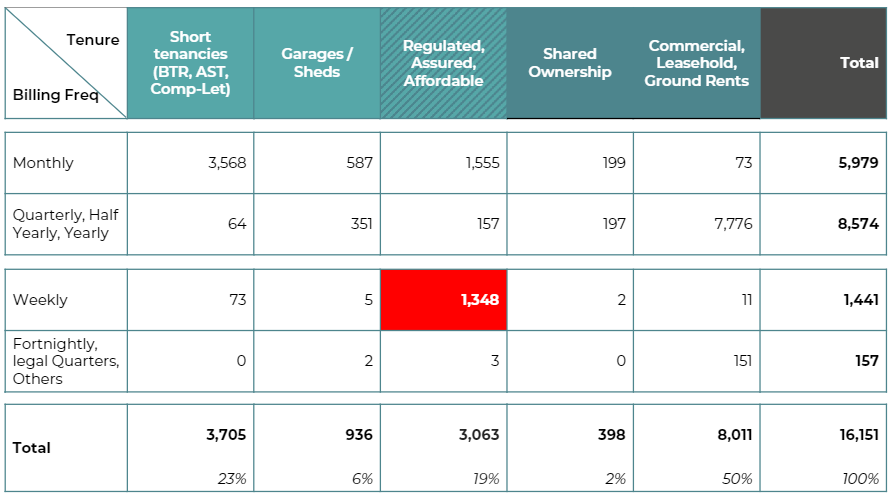 Tenure
Billing Freq
Short
tenancies
(BTR, AST,
Comp-Let)
Garages /
Sheds
Regulated,
Assured,
Affordable
Shared
Ownership
Commercial,
Leasehold,
Ground Rents
Total
Monthly 3,568 587 1,555 199 73 5,979
Quarterly, Half
Yearly, Yearly
64 351 157 197 7,776 8,574
Weekly 73 5 1,348 2 11 1,441
Fortnightly,
legal Quarters,
Others
0 2 3 0 151 157
Total
3,705 936 3,063 398 8,011 16,151
23% 6% 19% 2% 50% 100%